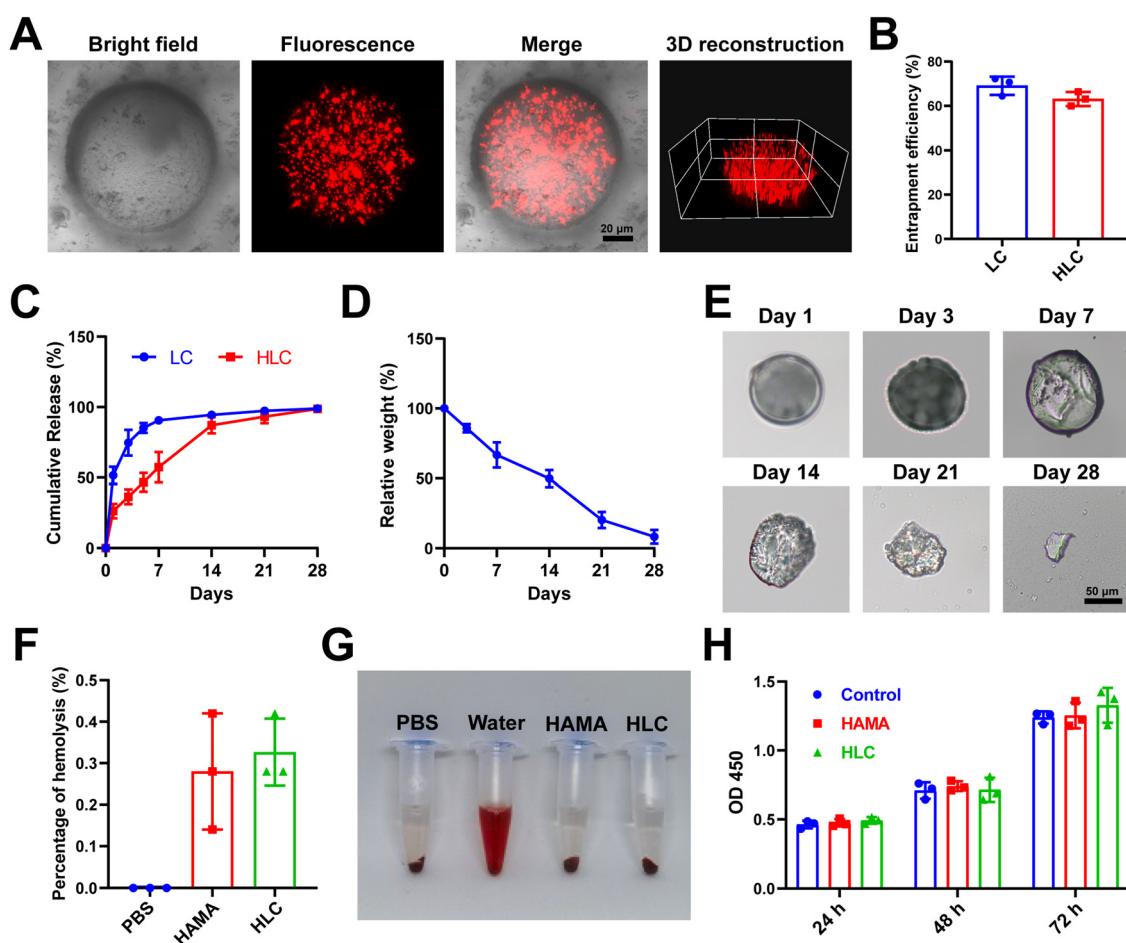 A
Bright field
Fluorescence
Merge
3D reconstruction
20 μm
B
Entrapment efficiency (%)
80
60
40
20
0
LC
HLC
C
Cumulative Release (%)
150
100
50
0
LC
HLC
0 7 14 21 28
Days
D
Relative weight (%)
150
100
50
0
0 7 14 21 28
Days
E
Day 1
Day 3
Day 7
Day 14
Day 21
Day 28
50 μm
F
Percentage of hemolysis (%)
0.5
0.4
0.3
0.2
0.1
0.0
PBS
HAMA
HLC
G
PBS
Water
HAMA
HLC
H
OD 450
1.5
1.0
0.5
0.0
Control
HAMA
HLC
24 h
48 h
72 h